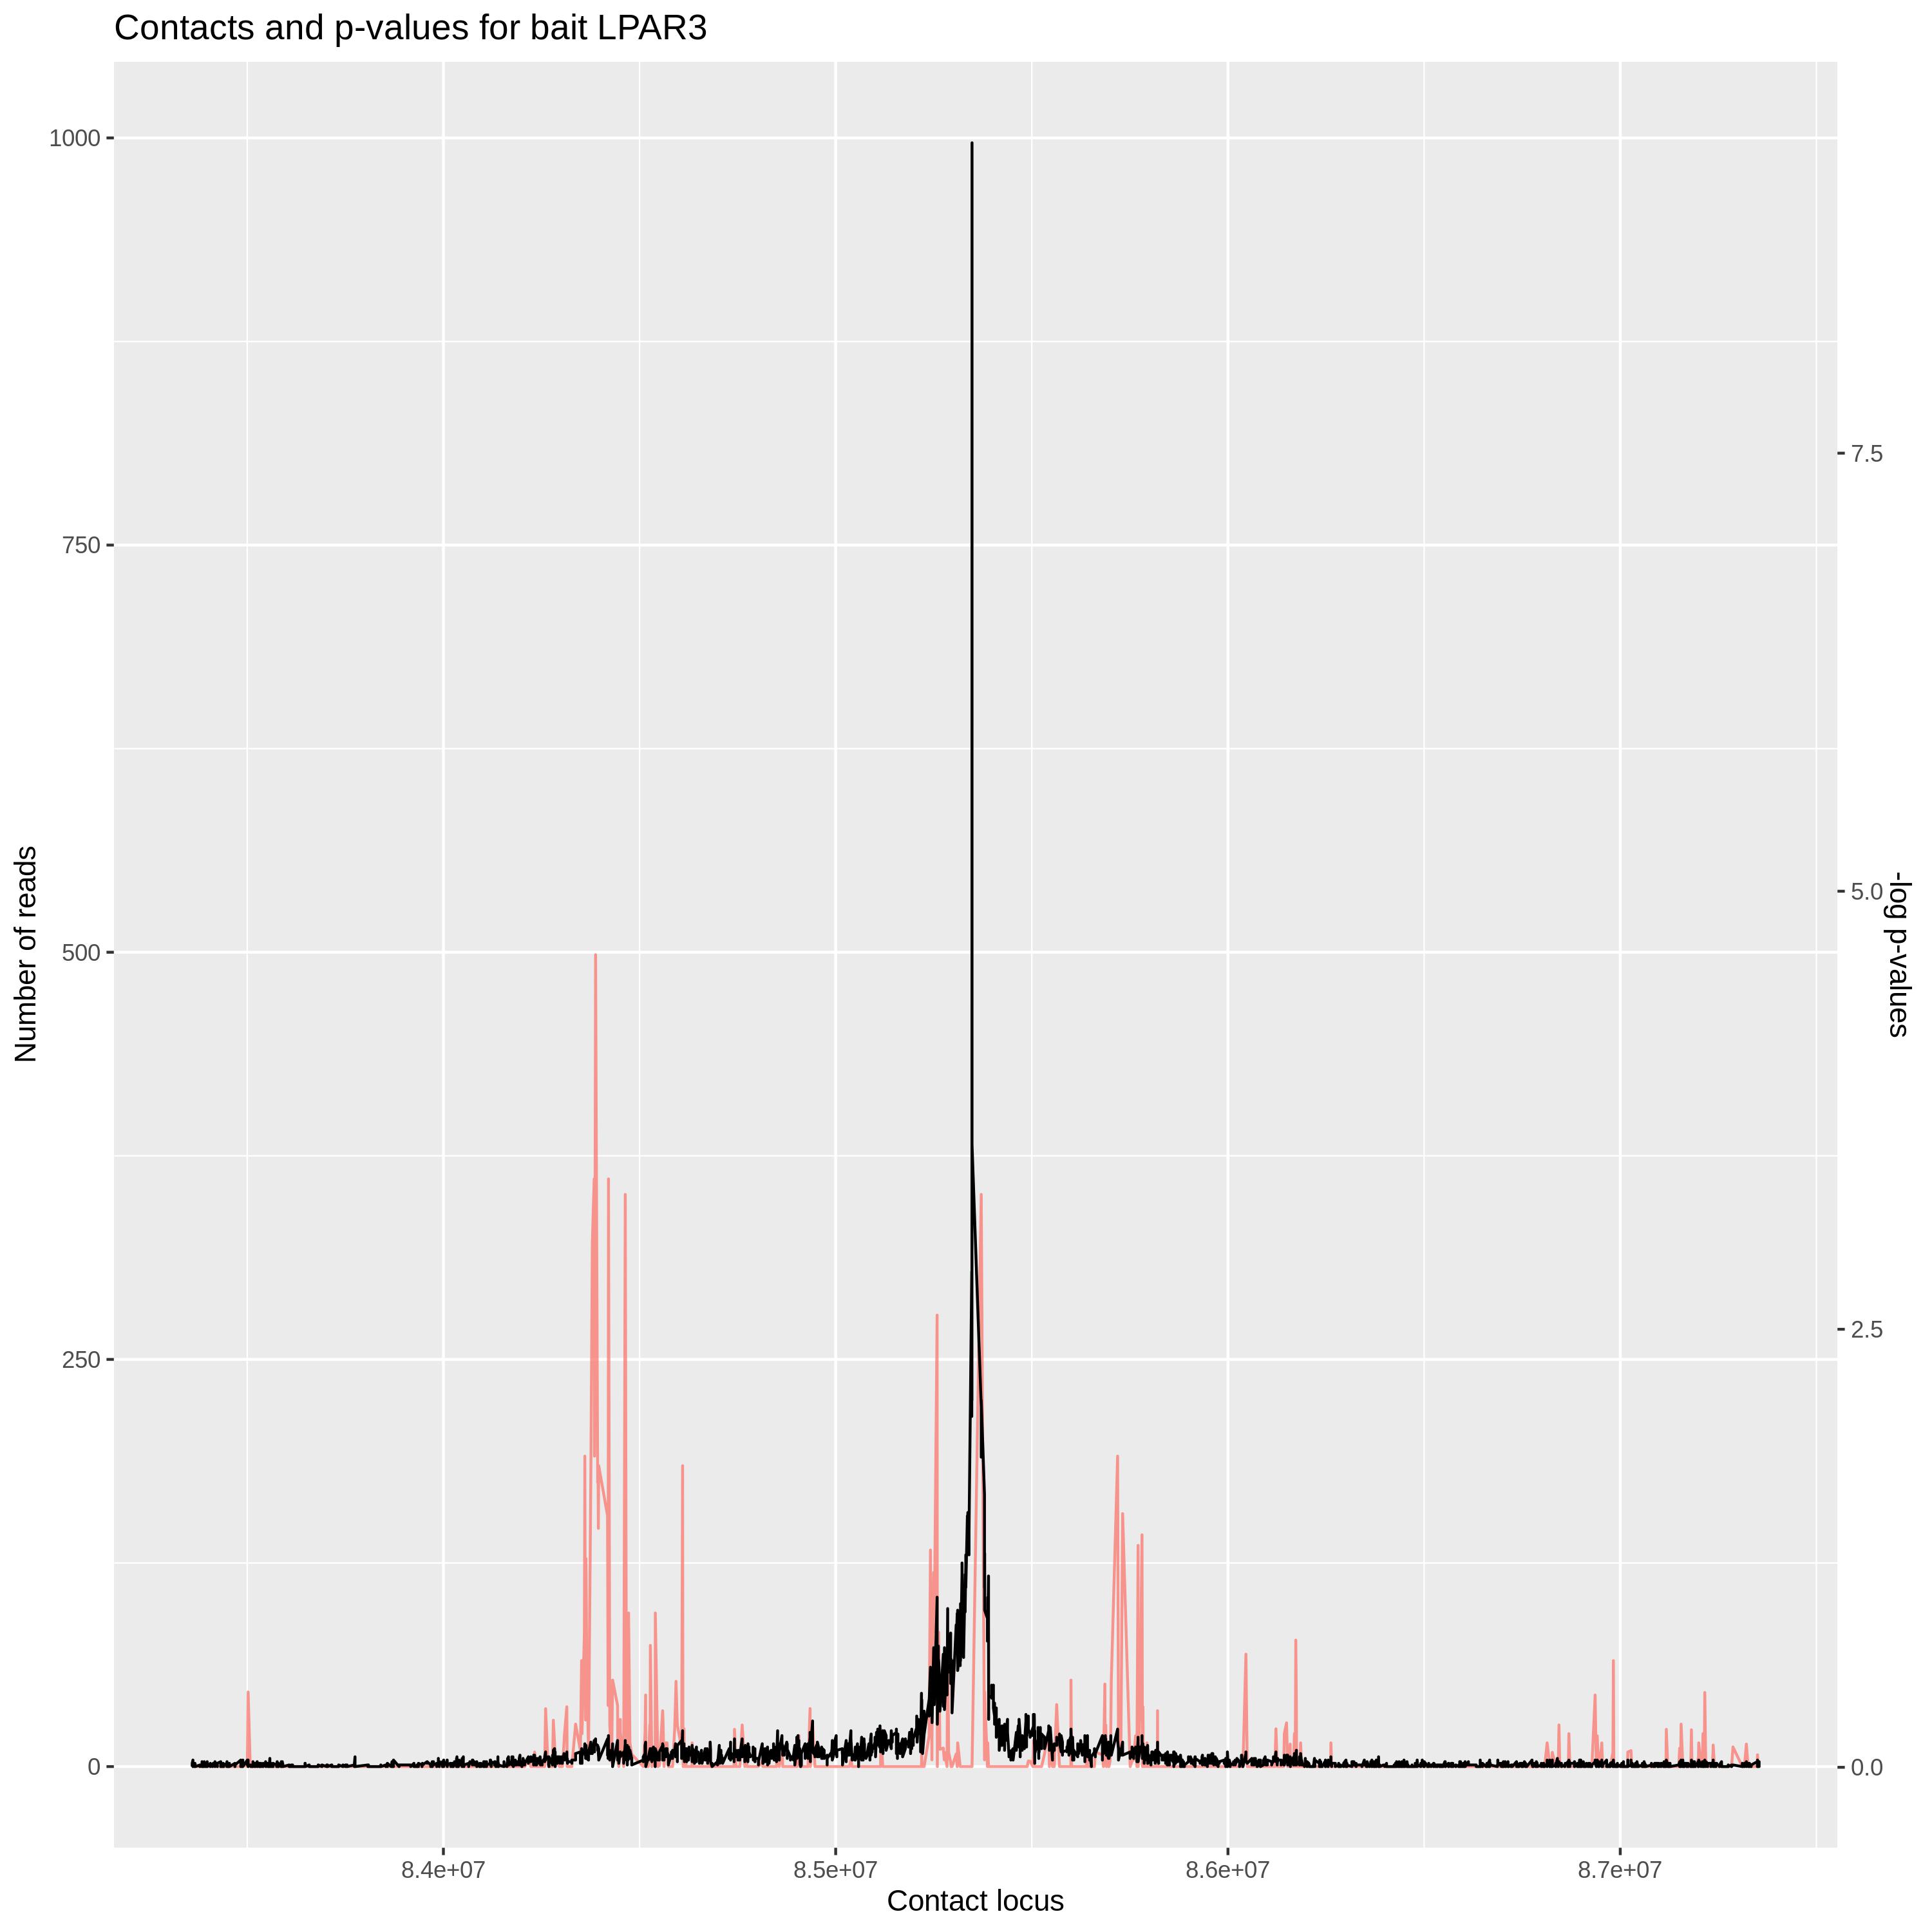 Contacts and p-values for bait LPAR3
1000
750
500
250
0
Number of reads
7.5
5.0
2.5
0.0
-log p-values
8.4e+07
8.5e+07
8.6e+07
8.7e+07
Contact locus